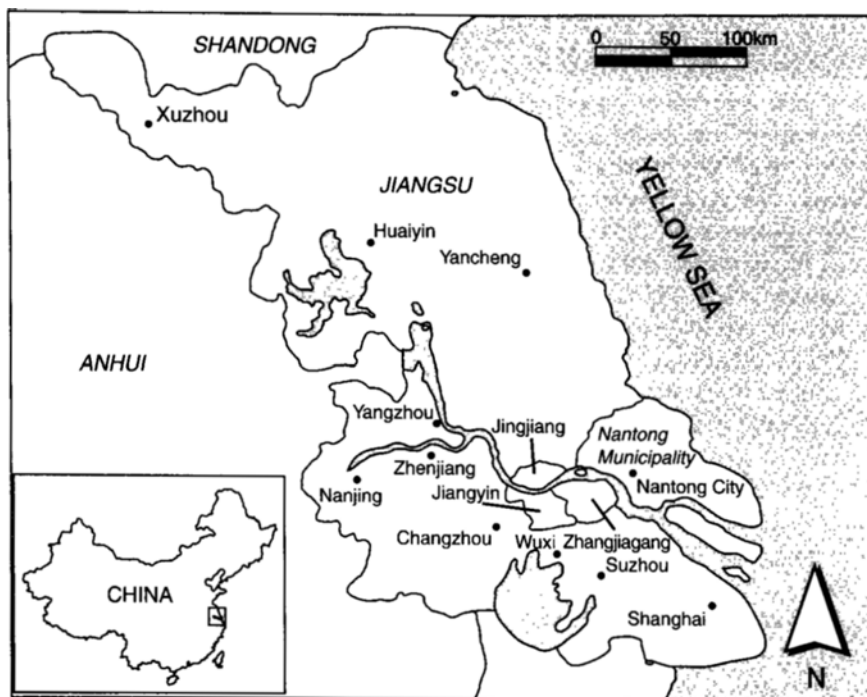 SHANDONG
0 50 100km
Xuzhou
YELLOW SEA
JIANGSU
Huaiyin
Yancheng
ANHUI
Yangzhou
Jingjiang
Nantong
Municipality
Zhenjiang
Nantong City
Nanjing
Jiangyin
Changzhou
Wuxi
Zhangjiagang
Suzhou
CHINA
Shanghai
N